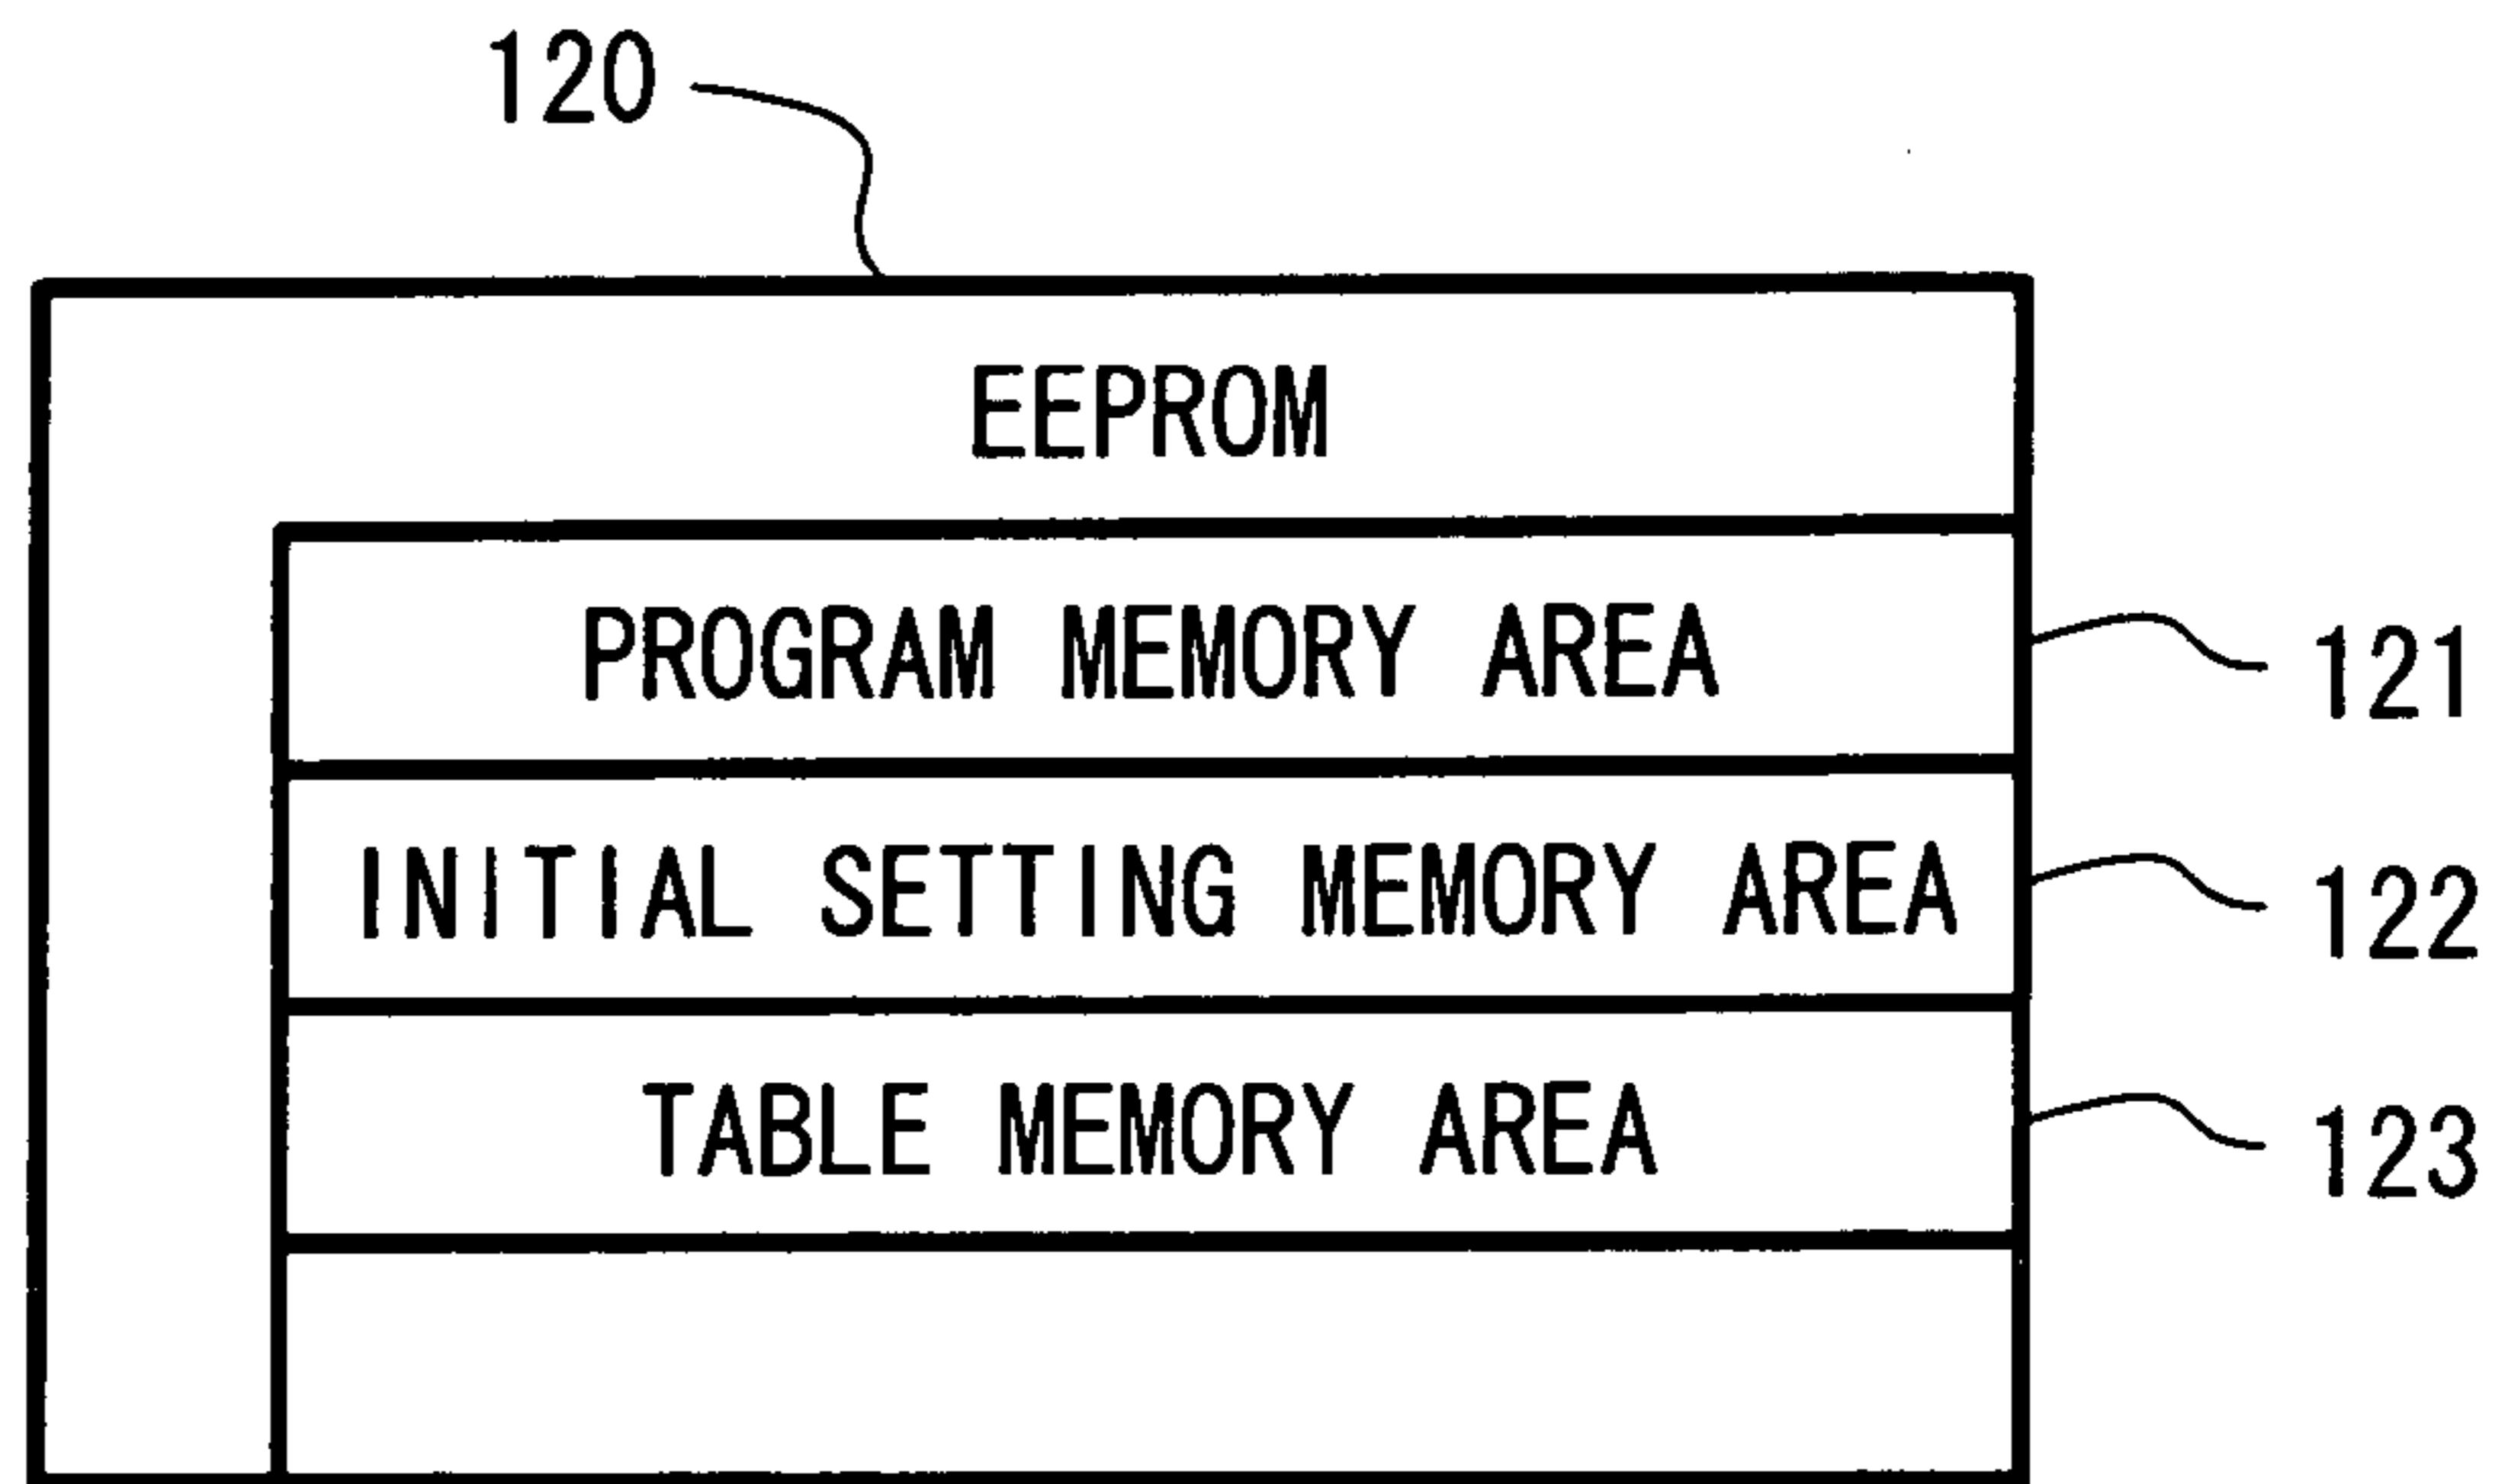 120
EEPROM
PROGRAM MEMORY AREA 121
INITIAL SETTING MEMORY AREA 122
TABLE MEMORY AREA 123